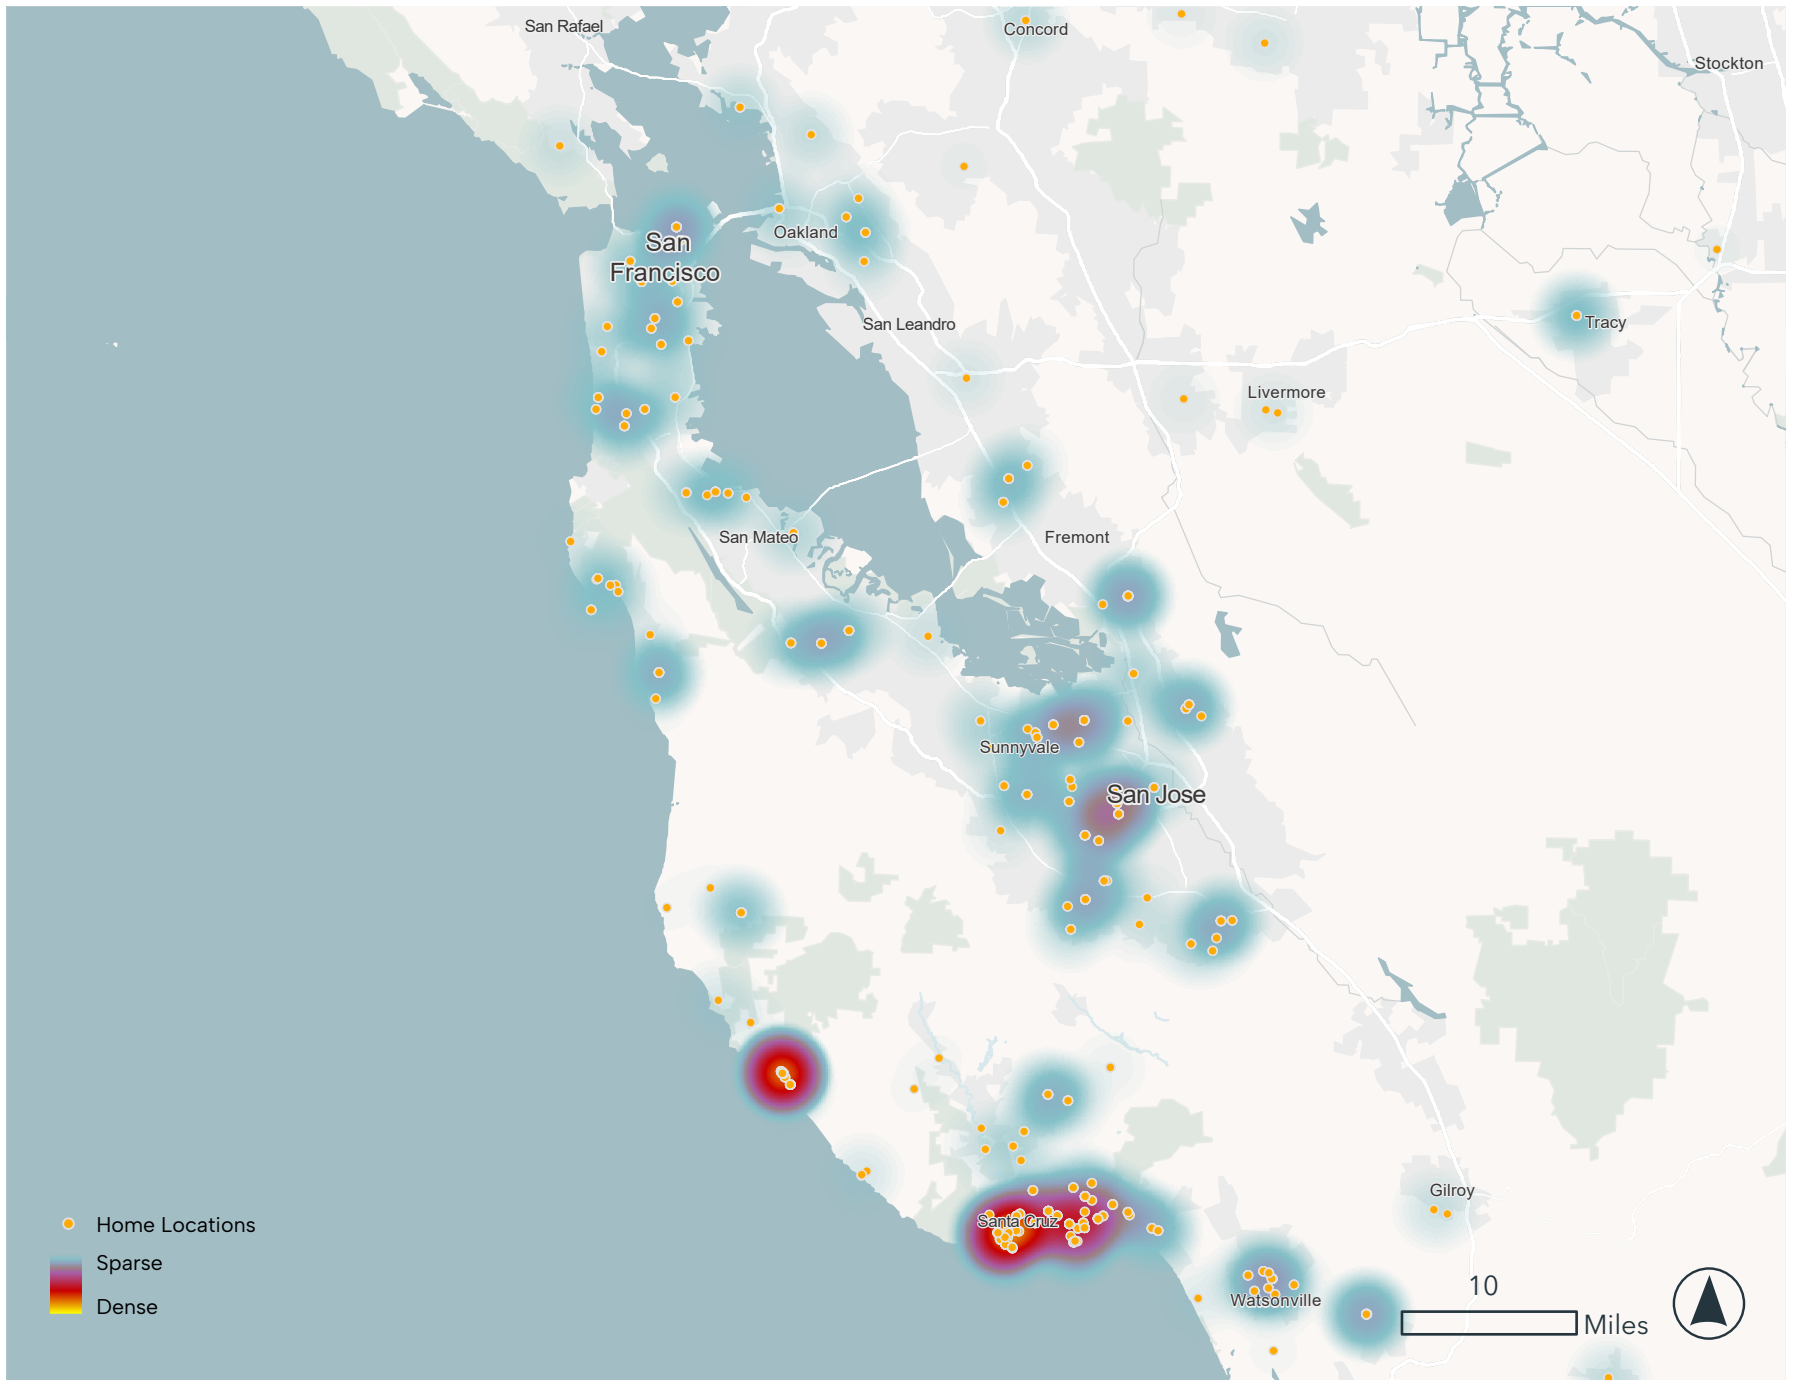 San Rafael
Concord
Stockton
Oakland
San
Francisco
San Leandro
Tracy
Livermore
San Mateo
Fremont
Sunnyvale
San Jose
Gilroy
Santa Cruz
Watsonville
Home Locations
Sparse
Dense
10
Miles